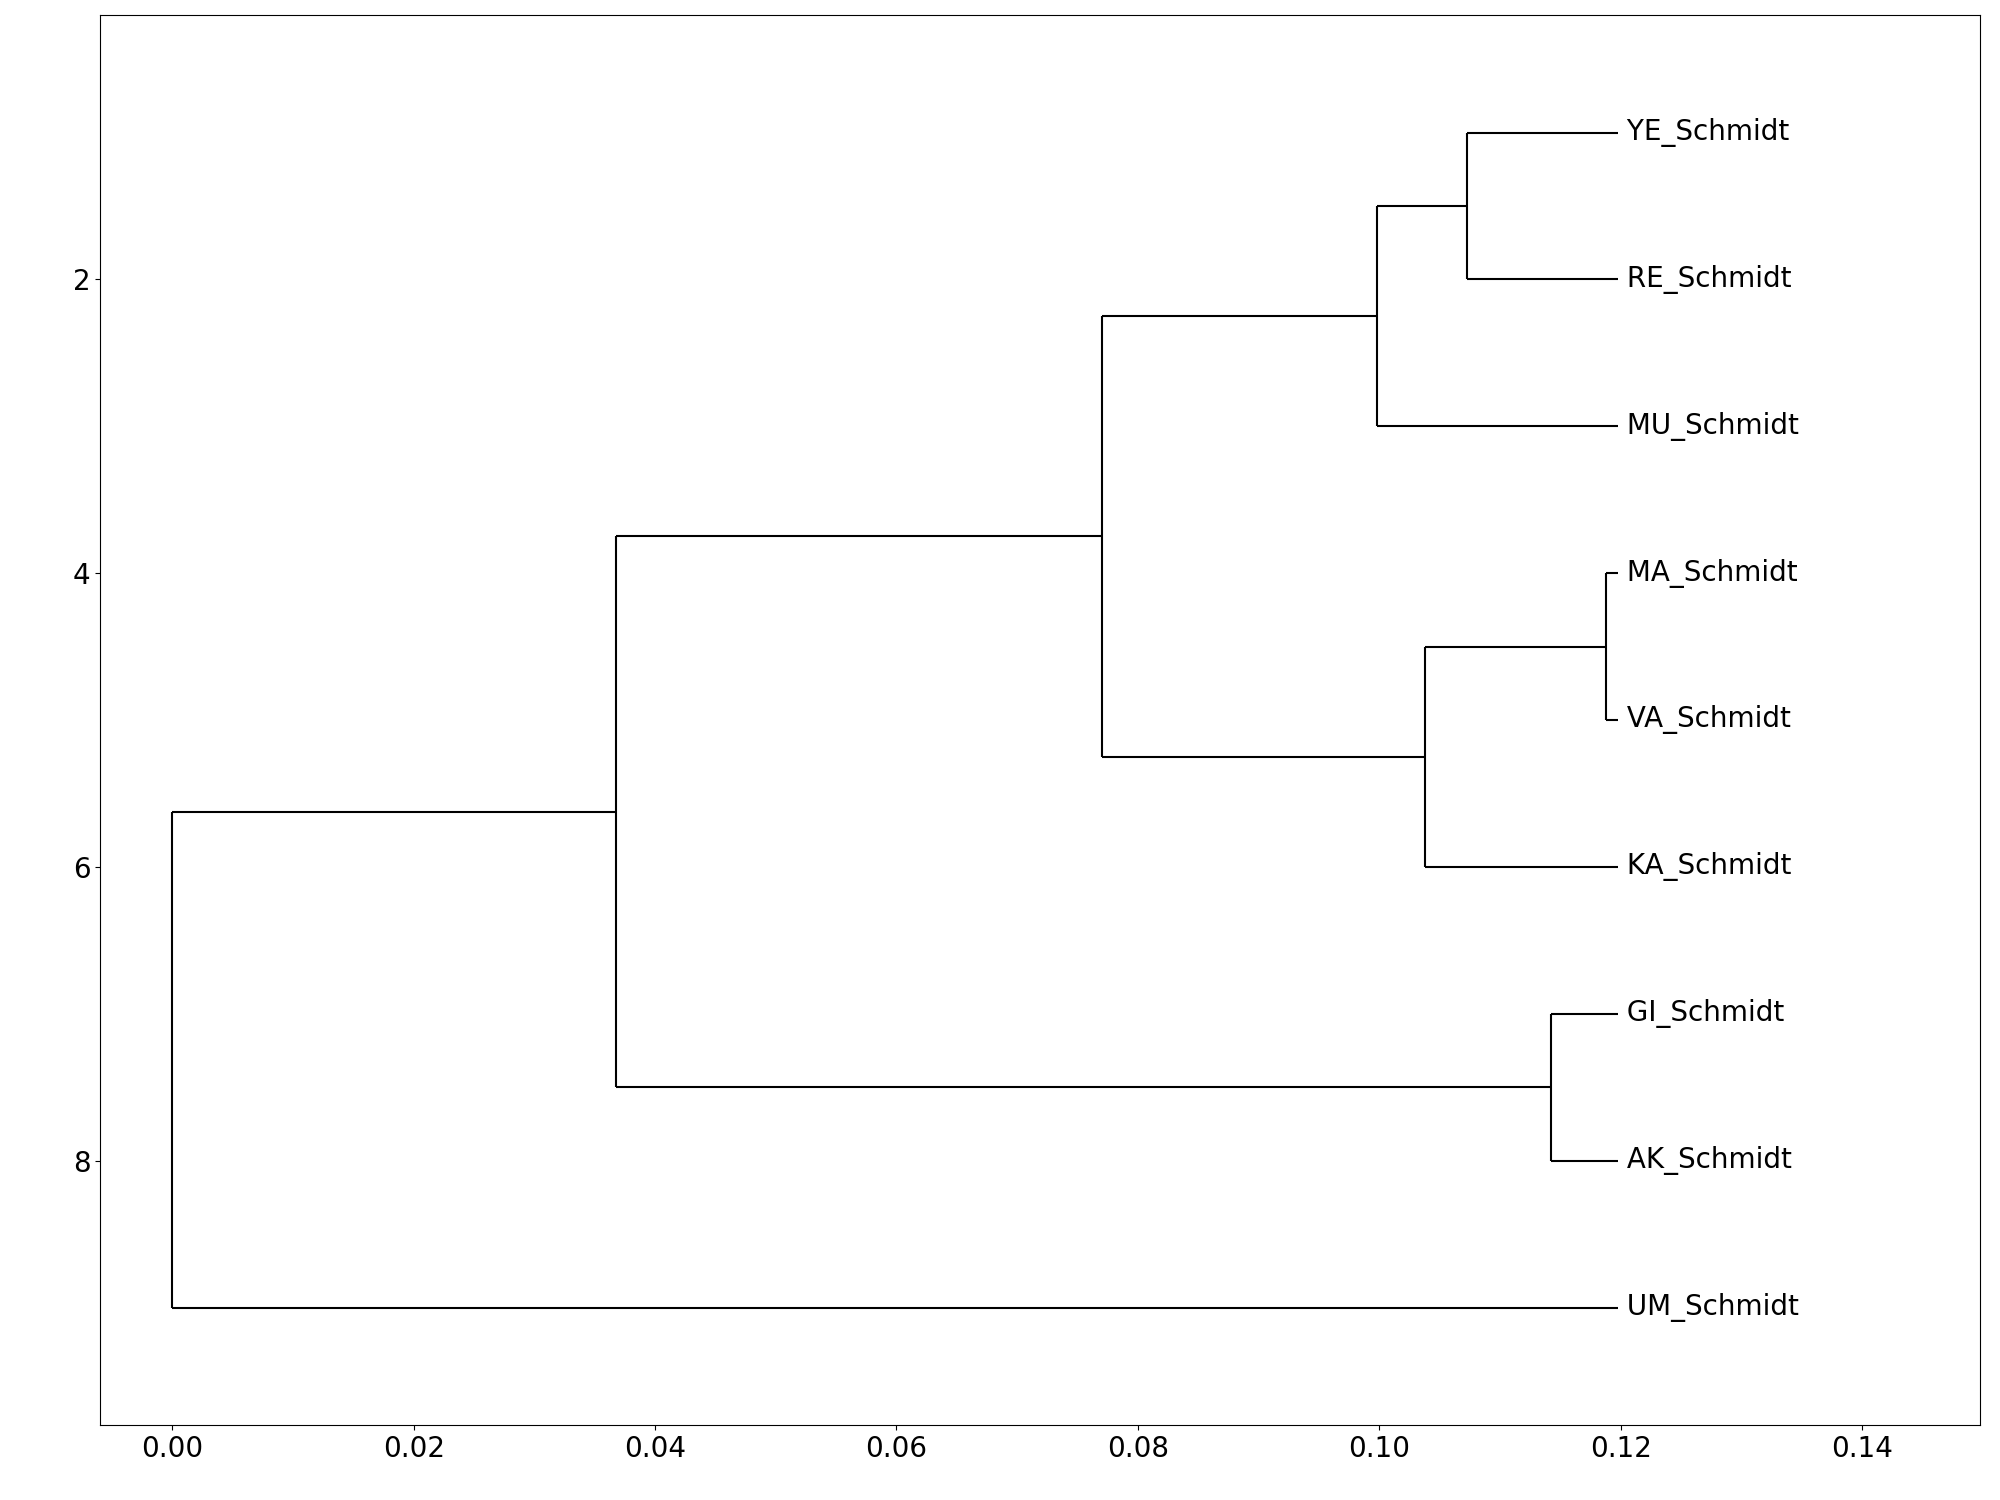 YE_Schmidt
2 RE_Schmidt
MU_Schmidt
4 MA_Schmidt
VA_Schmidt
6 KA_Schmidt
GI_Schmidt
8 AK_Schmidt
UM_Schmidt
0.00 0.02 0.04 0.06 0.08 0.10 0.12 0.14